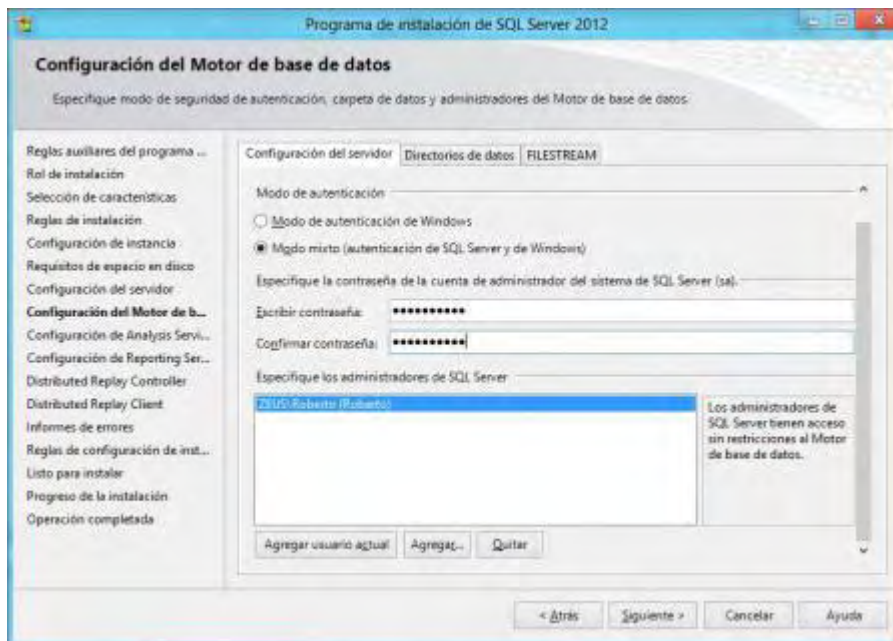 Programa de instalación de SQL Server 2012
Configuración del Motor de base de datos
Especifique modo de seguridad de autenticación, carpeta de datos y administradores del Motor de base de datos.
Reglas auxiliares del programa ...
Rol de instalación
Selección de características
Reglas de instalación
Configuración de instancia
Requisitos de espacio en disco
Configuración del servidor
Configuración del Motor de b...
Configuración de Analysis Servi...
Configuración de Reporting Ser...
Distributed Replay Controller
Distributed Replay Client
Informes de errores
Reglas de configuración de inst...
Listo para instalar
Progreso de la instalación
Operación completada
Configuración del servidor
Directorios de datos
FILESTREAM
Modo de autenticación
Modo de autenticación de Windows
Modo mixto (autenticación de SQL Server y de Windows)
Especifique la contraseña de la cuenta de administrador del sistema de SQL Server (sa).
Escribir contraseña: ●●●●●●●●●●
Confirmar contraseña: ●●●●●●●●●●
Especifique los administradores de SQL Server
ZEUS\Roberto (Roberto)
Los administradores de
SQL Server tienen acceso
sin restricciones al Motor
de base de datos.
Agregar usuario actual
Agregar...
Quitar
< Atrás
Siguiente >
Cancelar
Ayuda